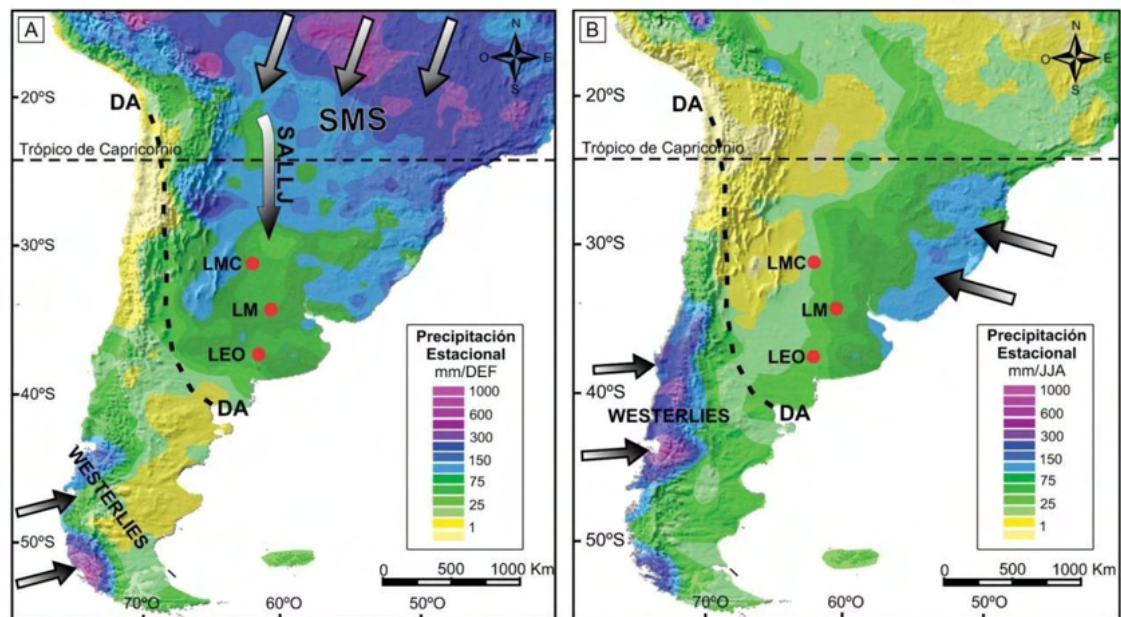 A
N
O E
S
20ºS
DA
SMS
SALLJ
Trópico de Capricornio
30ºS
LMC
LM
LEO
40ºS
DA
WESTERLIES
50ºS
Precipitación
Estacional
mm/DEF
1000
600
300
150
75
25
1
0 500 1000 Km
70ºO 60ºO 50ºO
B
1
N
O E
S
20ºS
DA
Trópico de Capricornio
30ºS
LMC
LM
LEO
40ºS
WESTERLIES
DA
50ºS
Precipitación
Estacional
mm/JJA
1000
600
300
150
75
25
1
0 500 1000 Km
70ºO 60ºO 50ºO